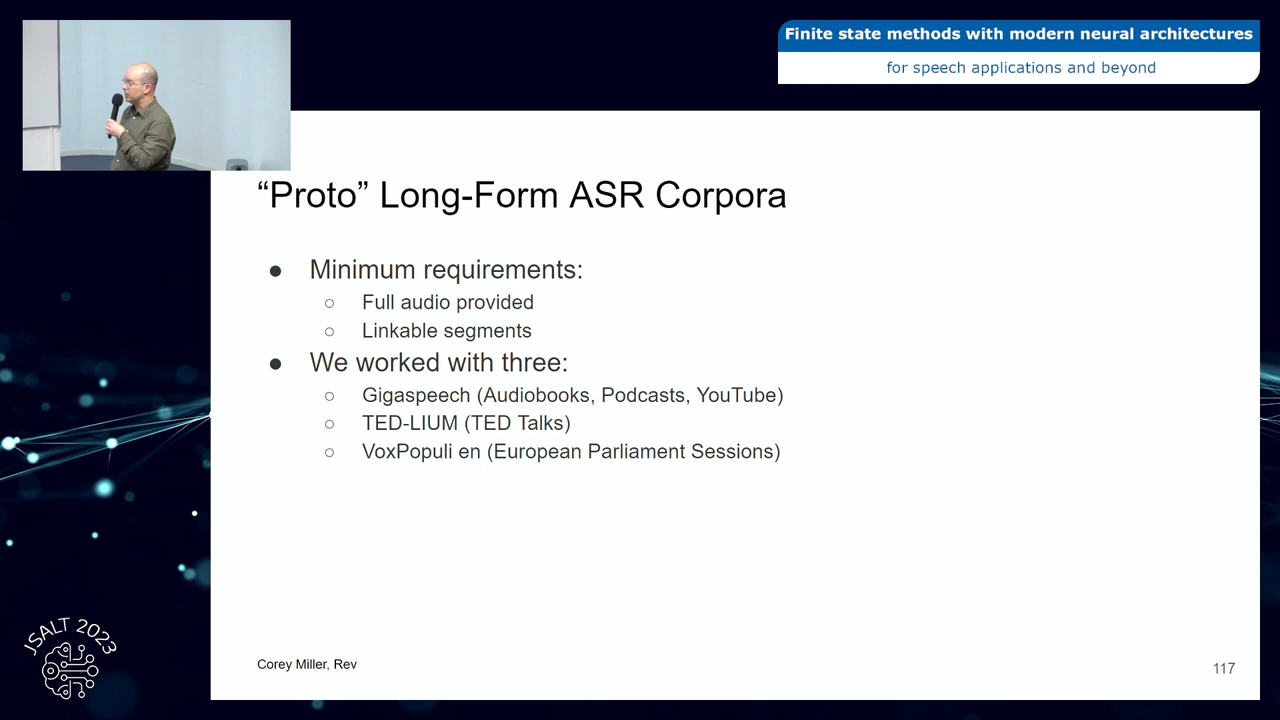 Finite state methods with modern neural architectures
for speech applications and beyond
“Proto” Long-Form ASR Corpora
● Minimum requirements:
○ Full audio provided
○ Linkable segments
● We worked with three:
○ Gigaspeech (Audiobooks, Podcasts, YouTube)
○ TED-LIUM (TED Talks)
○ VoxPopuli en (European Parliament Sessions)
JSALT 2023
Corey Miller, Rev
117